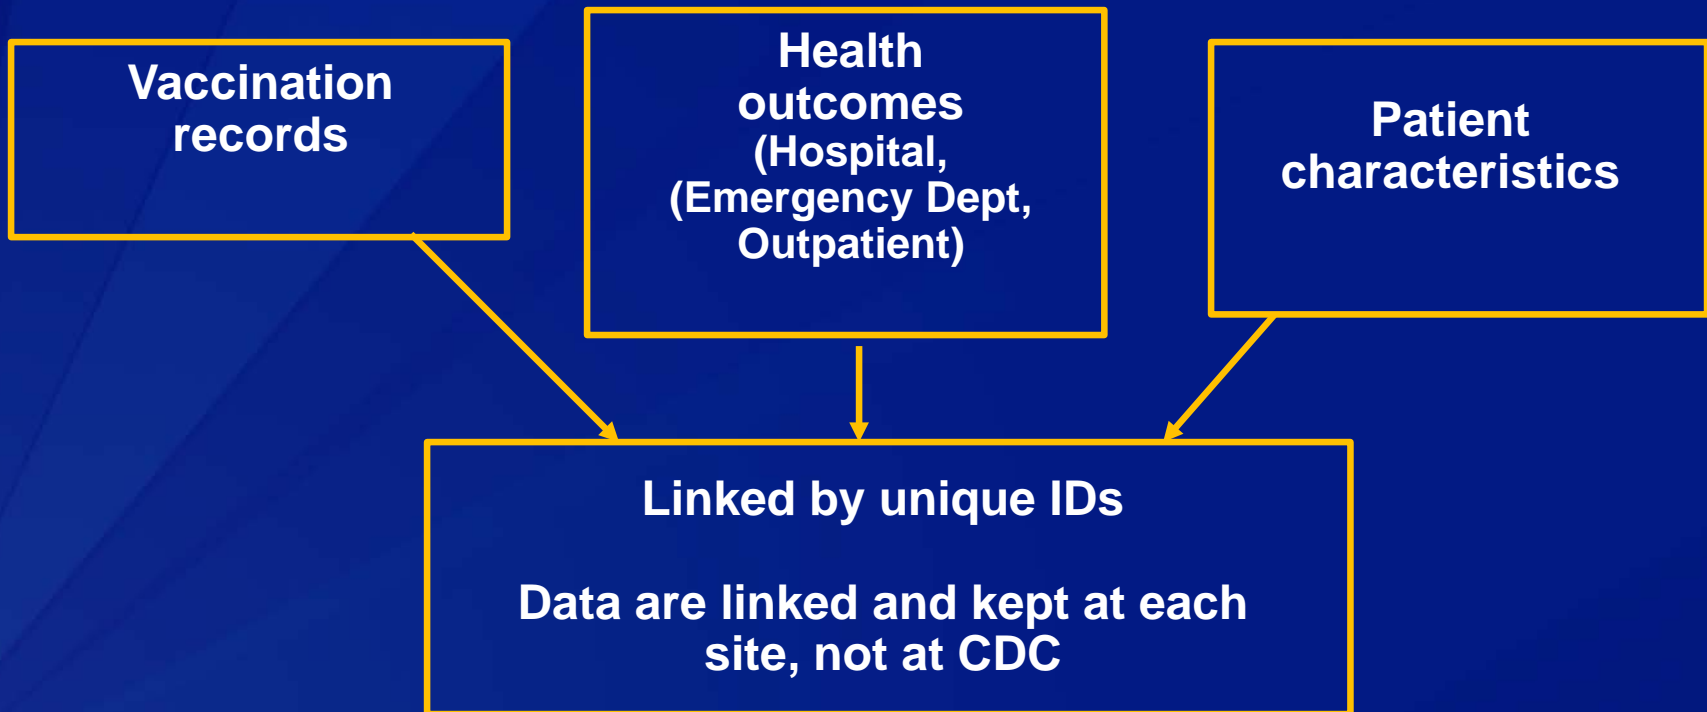 Vaccination
records
Health
outcomes
(Hospital,
(Emergency Dept,
Outpatient)
Patient
characteristics
Linked by unique IDs
Data are linked and kept at each
site, not at CDC